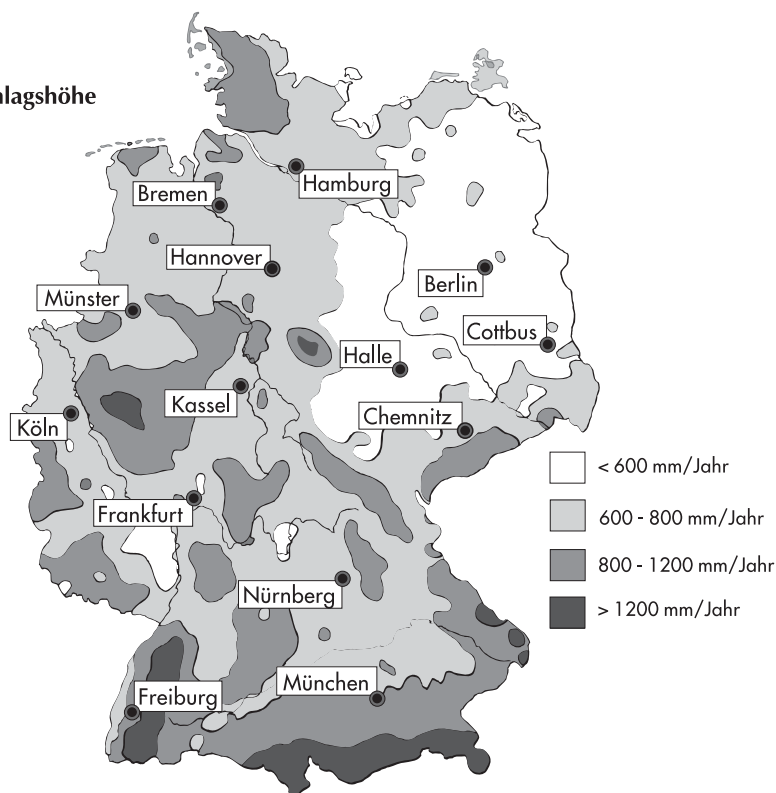 lagshöhe
Hamburg
Bremen
Hannover
Berlin
Münster
Cottbus
Halle
Kassel
Chemnitz
Köln
< 600 mm/Jahr
Frankfurt
600 - 800 mm/Jahr
800 - 1200 mm/Jahr
Nürnberg
> 1200 mm/Jahr
München
Freiburg